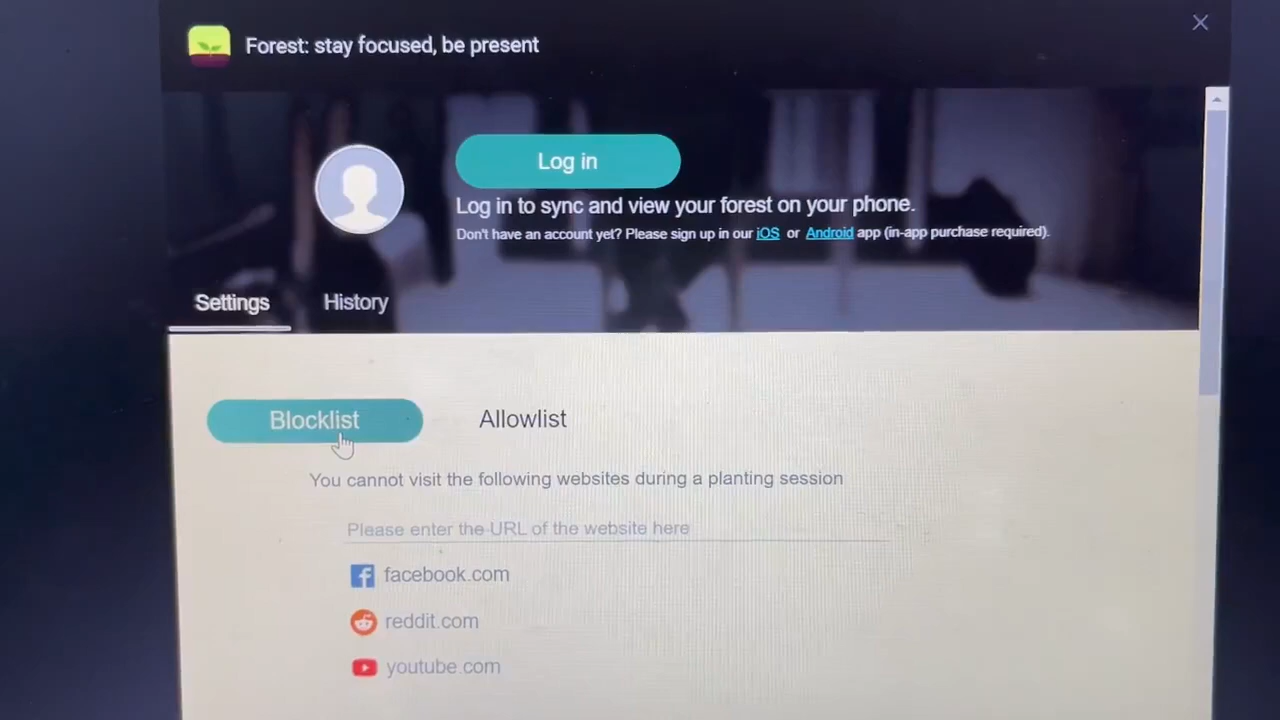 Forest: stay focused, be present
Log in
Log in to sync and view your forest on your phone.
Don't have an account yet? Please sign up in our iOS or Android app (in-app purchase required).
Settings History
Blocklist Allowlist
You cannot visit the following websites during a planting session
Please enter the URL of the website here
facebook.com
reddit.com
youtube.com